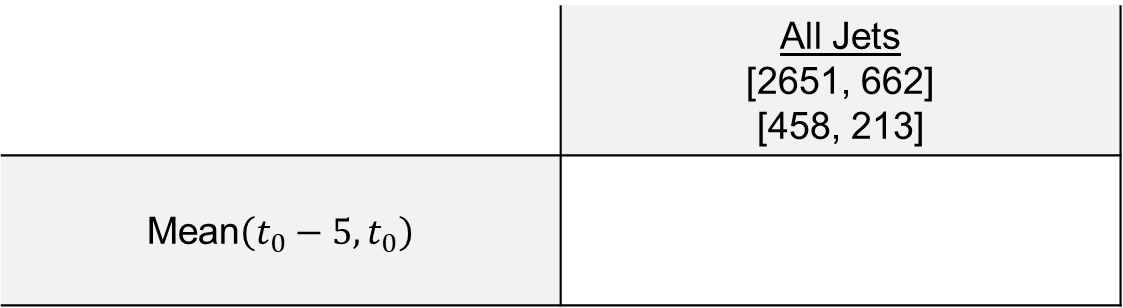 All Jets
[2651, 662]
[458, 213]
Mean(𝑡₀ − 5, 𝑡₀)